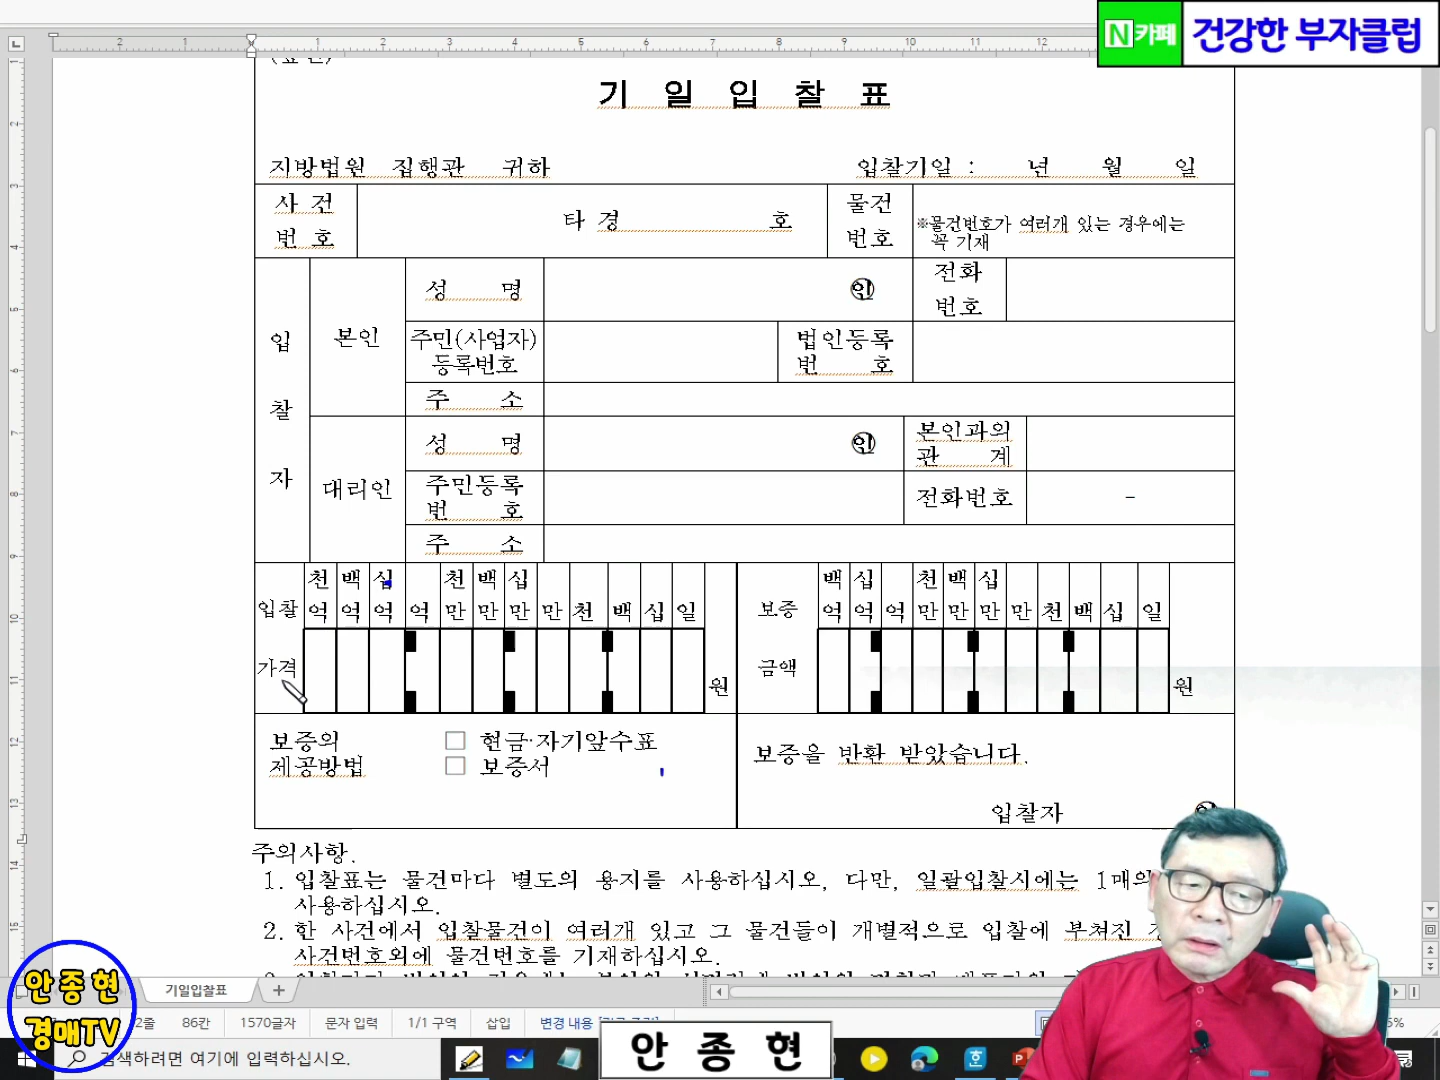 N카페 건강한 부자클럽
기 일 입 찰 표
지방법원 집행관 귀하 입찰기일 : 년 월 일
사 건 번 호
타 경 호
물건 번호
※물건번호가 여러개 있는 경우에는
꼭 기재
입 찰 자
본인
성 명
인
전화 번호
주민(사업자)
등록번호
법인등록
번 호
주 소
대리인
성 명
인
본인과의
관 계
주민등록
번 호
전화번호
-
주 소
입찰 가격
천억 백억 십억 억 천만 백만 십만 만 천 백 십 일
원
보증 금액
백억 십억 억 천만 백만 십만 만 천 백 십 일
원
보증의
제공방법
□ 현금·자기앞수표
□ 보증서
보증을 반환 받았습니다.
입찰자
주의사항.
1. 입찰표는 물건마다 별도의 용지를 사용하십시오, 다만, 일괄입찰시에는 1매의
사용하십시오.
2. 한 사건에서 입찰물건이 여러개 있고 그 물건들이 개별적으로 입찰에 부쳐진
사건번호외에 물건번호를 기재하십시오.
안종현
경매TV
기일입찰표 +
2줄 86칸 1570글자 문자 입력 1/1 구역 삽입 변경 내용
검색하려면 여기에 입력하십시오.
안 종 현